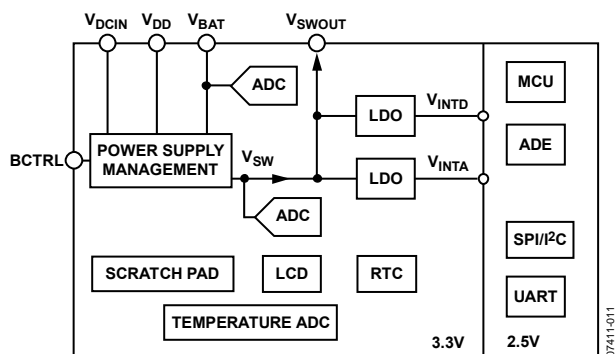 VDCIN VDD VBAT VSWOUT
ADC
MCU
LDO
VINTD
ADE
BCTRL
POWER SUPPLY
MANAGEMENT
VSW
LDO
VINTA
ADC
SPI/I2C
SCRATCH PAD
LCD
RTC
UART
TEMPERATURE ADC
3.3V
2.5V
07411-011